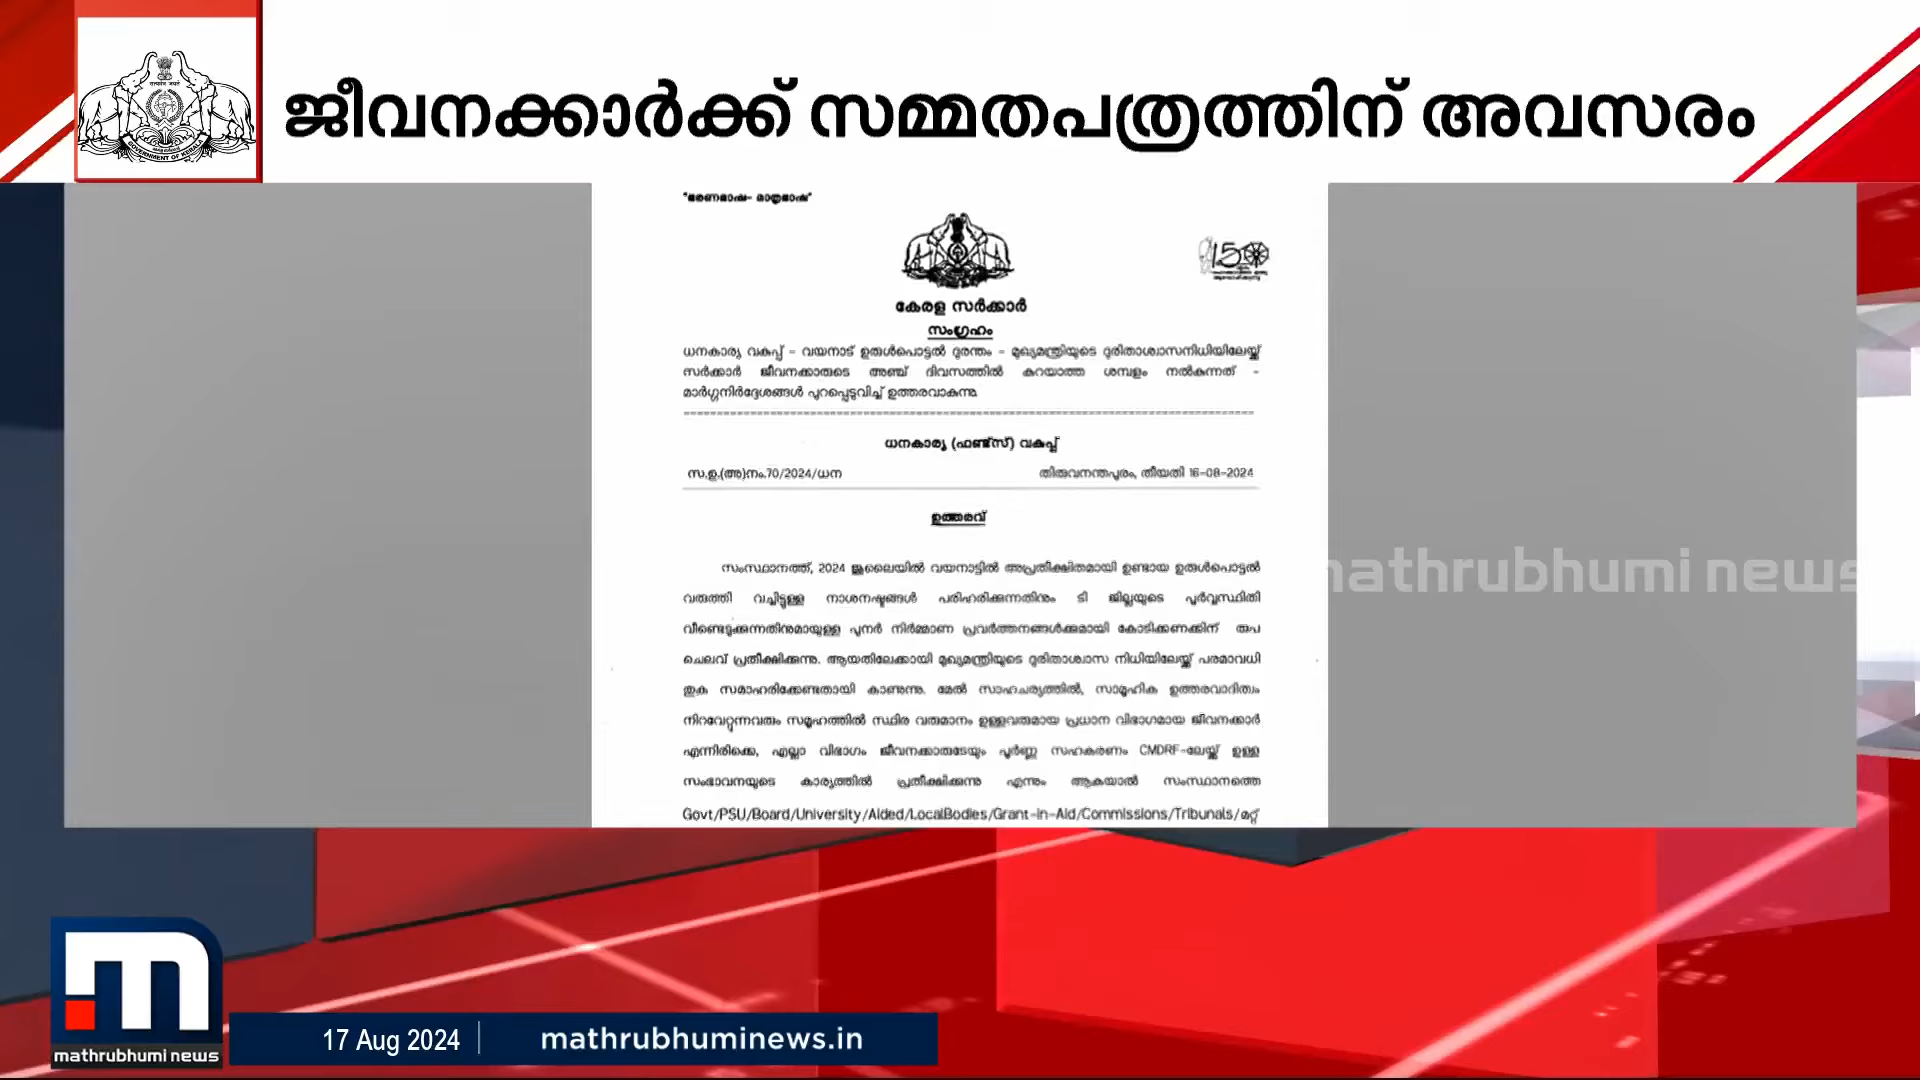 ജീവനക്കാർക്ക് സമ്മതപത്രത്തിന് അവസരം
GOVERNMENT OF KERALA
"ഭരണഭാഷ- മാതൃഭാഷ"
150
കേരള സർക്കാർ
സംഗ്രഹം
ധനകാര്യ വകുപ്പ് - വയനാട് ഉരുൾപൊട്ടൽ ദുരന്തം - മുഖ്യമന്ത്രിയുടെ ദുരിതാശ്വാസനിധിയിലേയ്ക്ക്
സർക്കാർ ജീവനക്കാരുടെ അഞ്ച് ദിവസത്തിൽ കുറയാത്ത ശമ്പളം നൽകുന്നത് -
മാർഗ്ഗനിർദ്ദേശങ്ങൾ പുറപ്പെടുവിച്ച് ഉത്തരവാകുന്നു.
ധനകാര്യ (ഫണ്ട്സ്) വകുപ്പ്
സ.ഉ.(അ)നം.70/2024/ധന
തിരുവനന്തപുരം, തീയതി 16-08-2024
ഉത്തരവ്
സംസ്ഥാനത്ത്, 2024 ജൂലൈയിൽ വയനാട്ടിൽ അപ്രതീക്ഷിതമായി ഉണ്ടായ ഉരുൾപൊട്ടൽ
വരുത്തി വച്ചിട്ടുള്ള നാശനഷ്ടങ്ങൾ പരിഹരിക്കുന്നതിനും ടി ജില്ലയുടെ പൂർവ്വസ്ഥിതി
വീണ്ടെടുക്കുന്നതിനുമായുള്ള പുനർ നിർമ്മാണ പ്രവർത്തനങ്ങൾക്കുമായി കോടിക്കണക്കിന് രൂപ
ചെലവ് പ്രതീക്ഷിക്കുന്നു. ആയതിലേക്കായി മുഖ്യമന്ത്രിയുടെ ദുരിതാശ്വാസ നിധിയിലേയ്ക്ക് പരമാവധി
തുക സമാഹരിക്കേണ്ടതായി കാണുന്നു. മേൽ സാഹചര്യത്തിൽ, സാമൂഹിക ഉത്തരവാദിത്വം
നിറവേറ്റുന്നവരും സമൂഹത്തിൽ സ്ഥിര വരുമാനം ഉള്ളവരുമായ പ്രധാന വിഭാഗമായ ജീവനക്കാർ
എന്നിരിക്കെ, എല്ലാ വിഭാഗം ജീവനക്കാരുടേയും പൂർണ്ണ സഹകരണം CMDRF-ലേയ്ക്ക് ഉള്ള
സംഭാവനയുടെ കാര്യത്തിൽ പ്രതീക്ഷിക്കുന്നു എന്നും ആകയാൽ സംസ്ഥാനത്തെ
Govt/PSU/Board/University/Aided/LocalBodies/Grant-in-Aid/Commissions/Tribunals/മറ്റ്
mathrubhumi news
mathrubhumi news
17 Aug 2024
mathrubhuminews.in